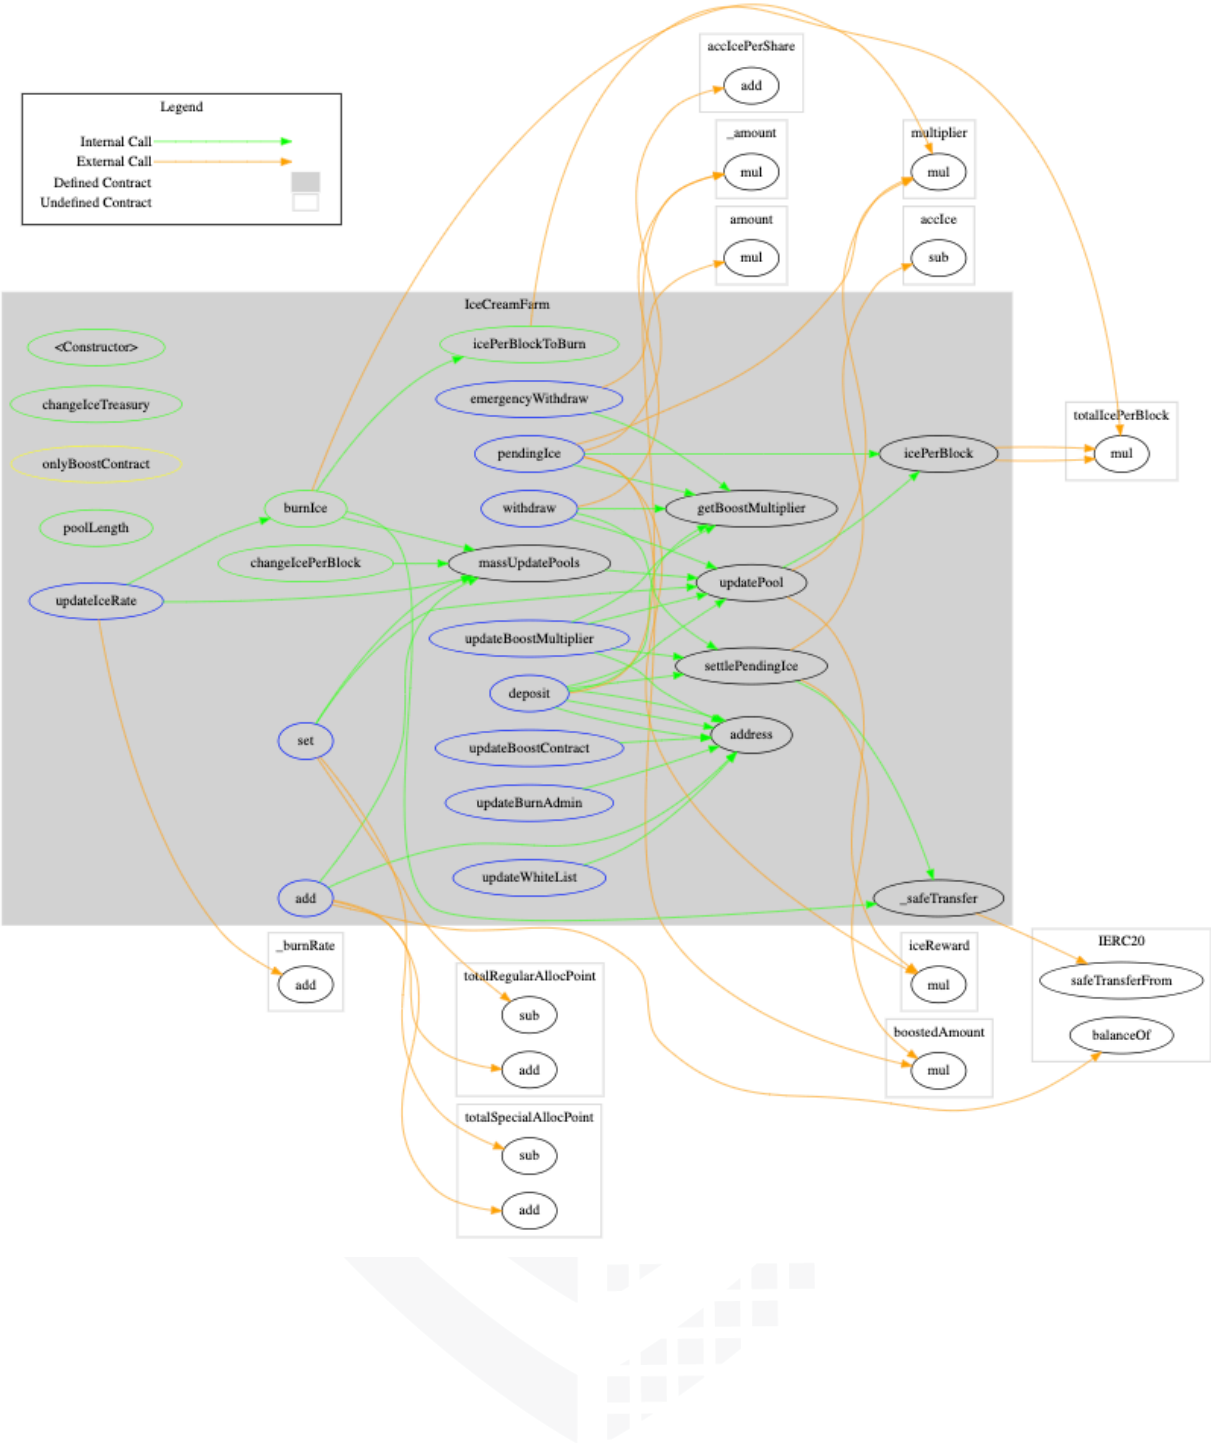 accIcePerShare
add
Legend
Internal Call
External Call
Defined Contract
Undefined Contract
_amount
mul
multiplier
mul
amount
mul
accIce
sub
IceCreamFarm
<Constructor>
changeIceTreasury
onlyBoostContract
poolLength
updateIceRate
burnIce
changeIcePerBlock
set
add
icePerBlockToBurn
emergencyWithdraw
pendingIce
withdraw
massUpdatePools
updateBoostMultiplier
deposit
updateBoostContract
updateBurnAdmin
updateWhiteList
getBoostMultiplier
updatePool
settlePendingIce
address
icePerBlock
_safeTransfer
totalIcePerBlock
mul
_burnRate
add
totalRegularAllocPoint
sub
add
totalSpecialAllocPoint
sub
add
iceReward
mul
boostedAmount
mul
IERC20
safeTransferFrom
balanceOf